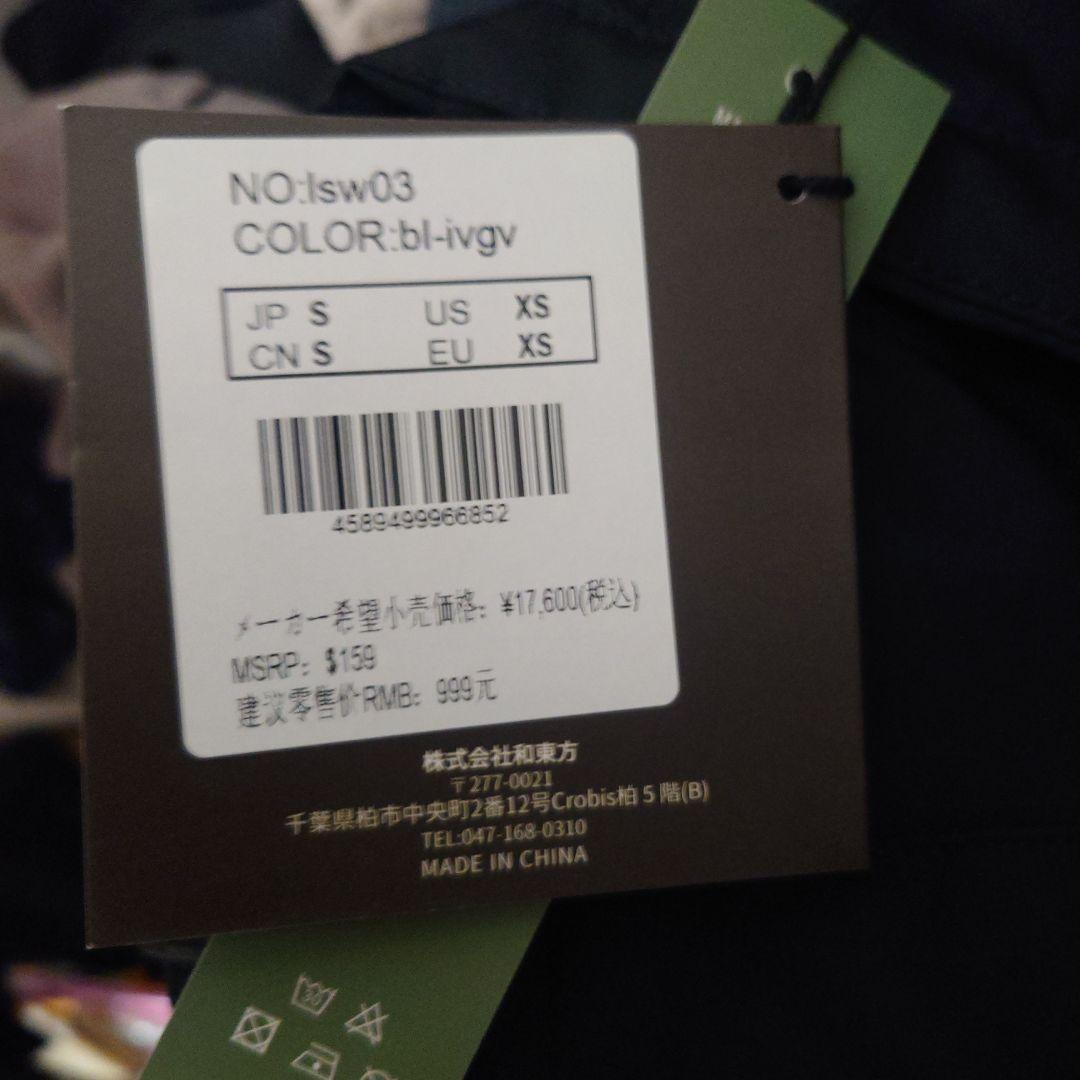 NO:lsw03
COLOR:bl-ivgv
JP S US XS
CN S EU XS
4589499966852
メーカー希望小売価格: ¥17,600(税込)
MSRP: $159
建议零售价RMB: 999元
株式会社和東方
〒277-0021
千葉県柏市中央町2番12号Crobis柏５階(B)
TEL:047-168-0310
MADE IN CHINA
30